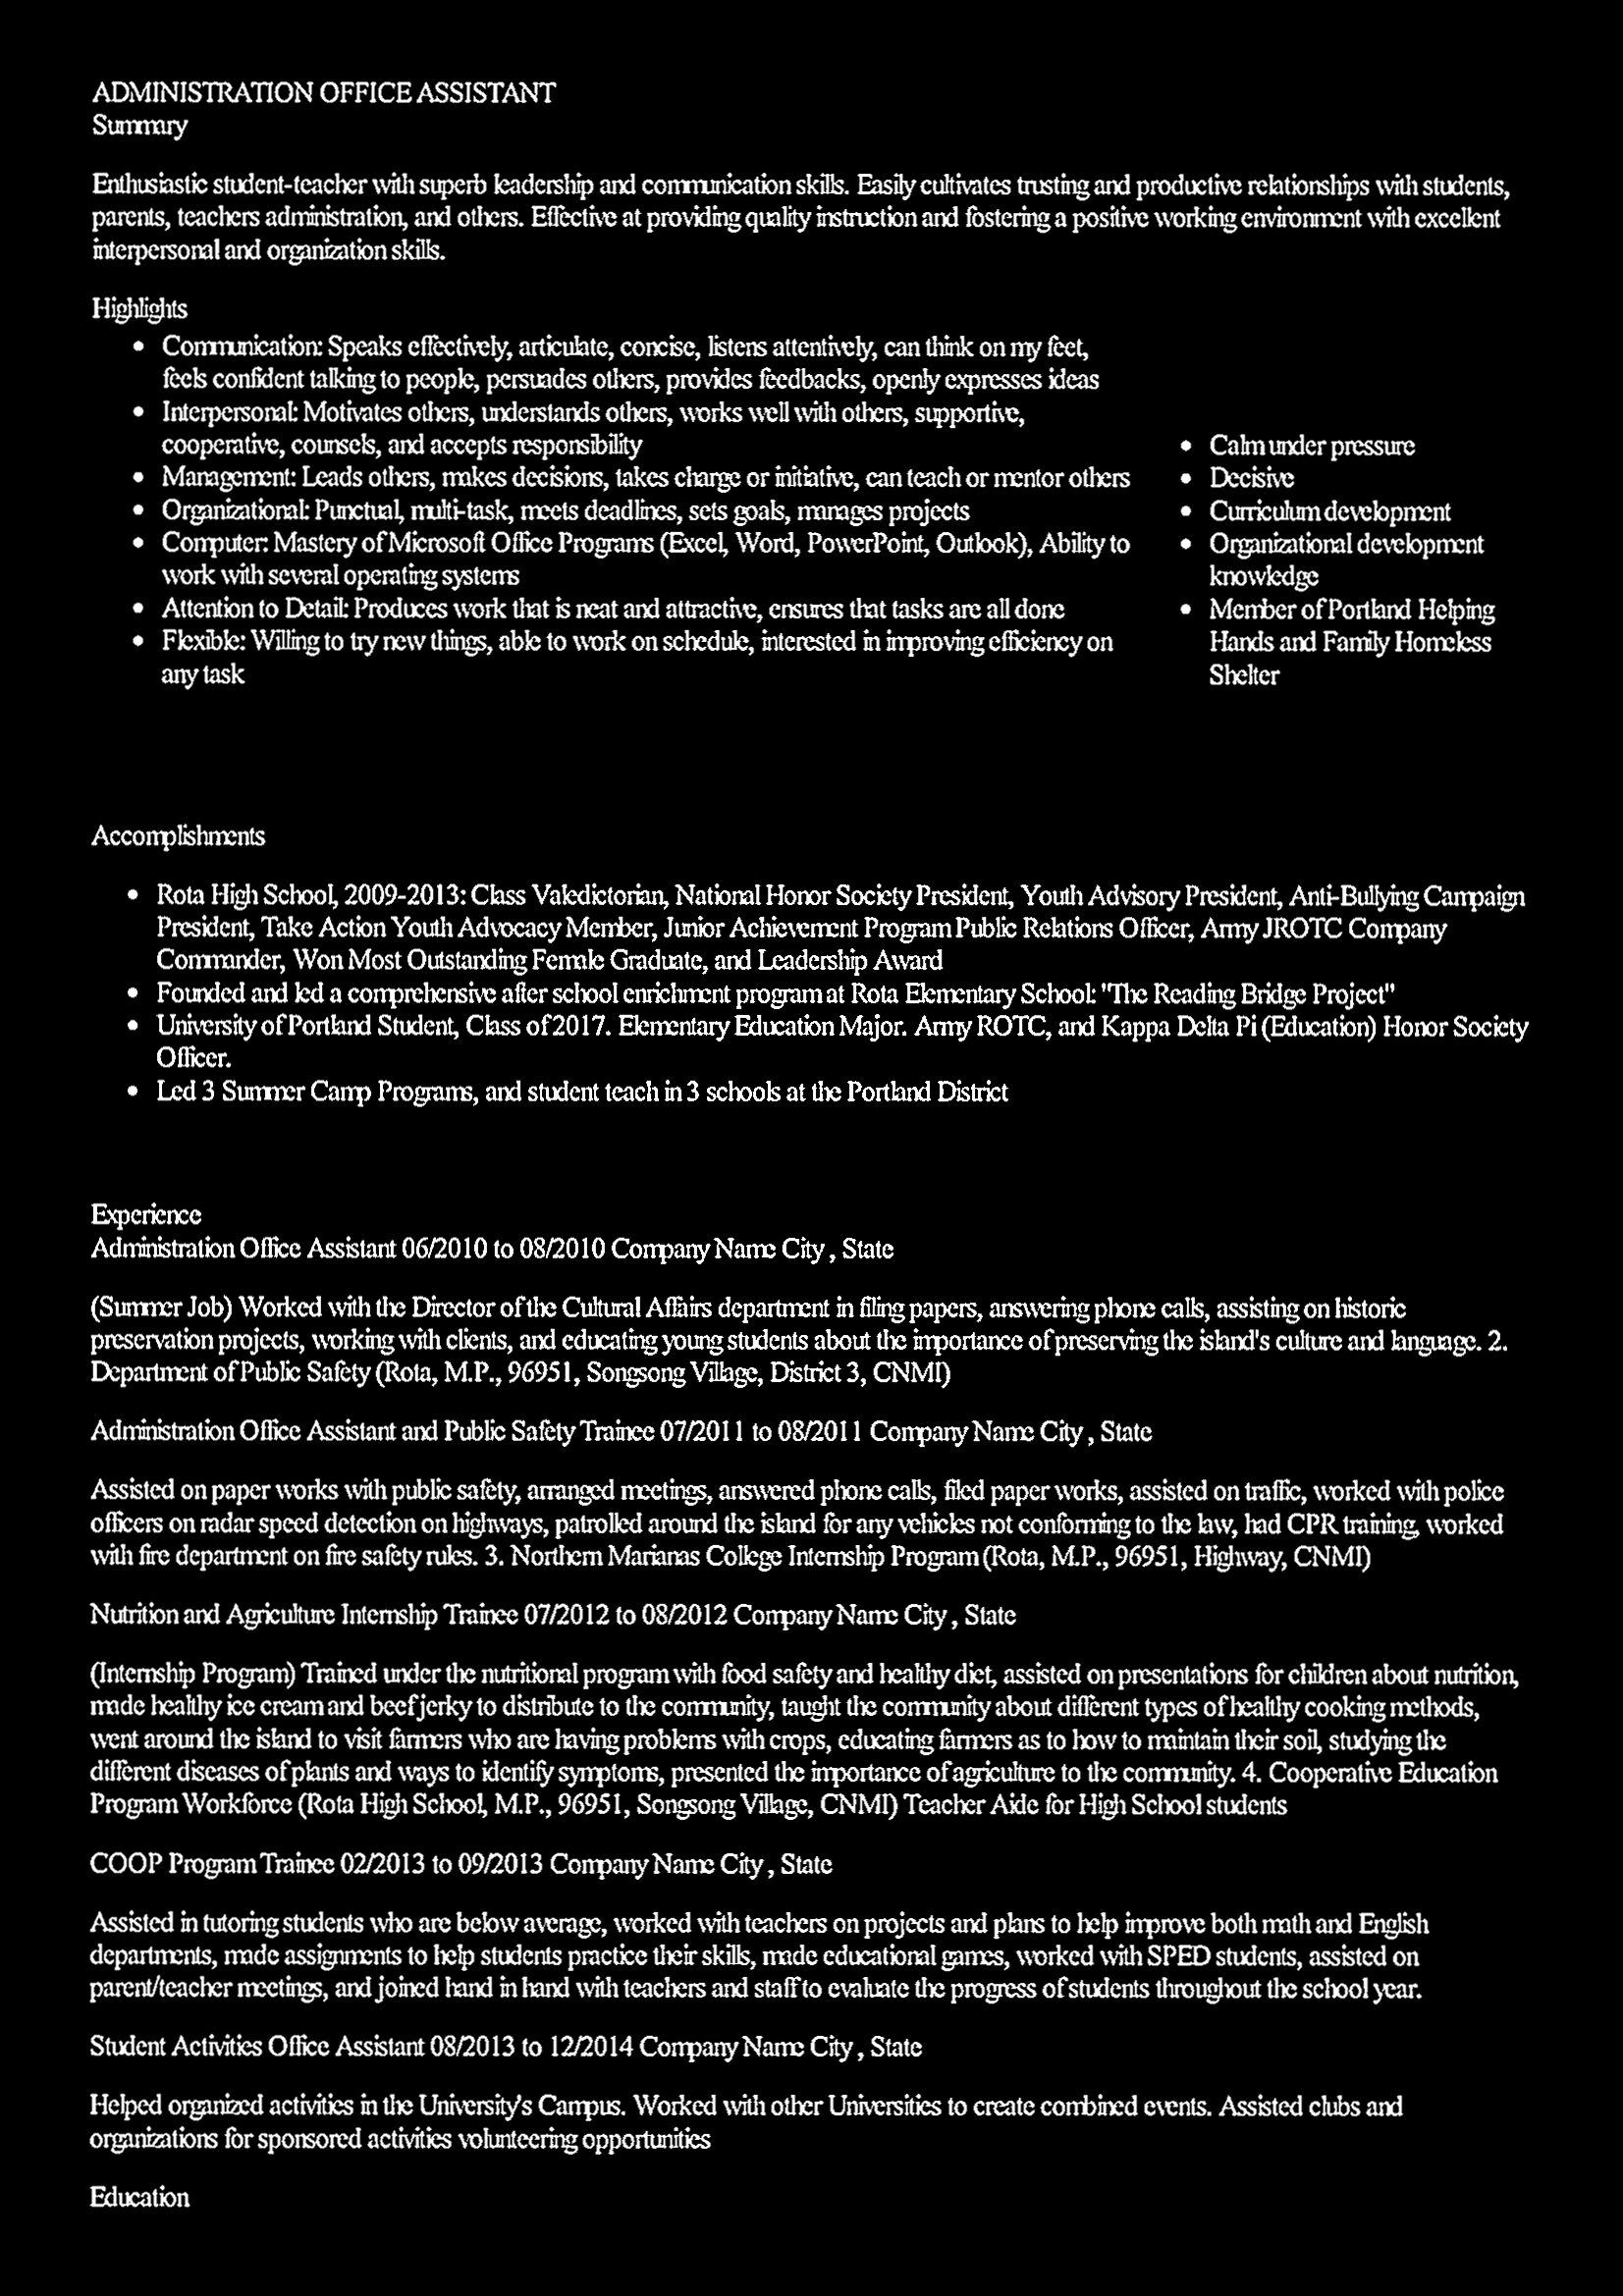 ADMINISTRATION OFFICE ASSISTANT
Summary
Enthusiastic student-teacher with superb leadership and communication skills. Easily cultivates trusting and productive relationships with students,
parents, teachers administration, and others. Effective at providing quality instruction and fostering a positive working environment with excellent
interpersonal and organization skills.
Highlights
• Communication: Speaks effectively, articulate, concise, listens attentively, can think on my feet,
feels confident talking to people, persuades others, provides feedbacks, openly expresses ideas
• Interpersonal: Motivates others, understands others, works well with others, supportive,
cooperative, counsels, and accepts responsibility
• Management: Leads others, makes decisions, takes charge or initiative, can teach or mentor others
• Organizational: Punctual, multi-task, meets deadlines, sets goals, manages projects
• Computer: Mastery of Microsoft Office Programs (Excel, Word, PowerPoint, Outlook), Ability to
work with several operating systems
• Attention to Detail: Produces work that is neat and attractive, ensures that tasks are all done
• Flexible: Willing to try new things, able to work on schedule, interested in improving efficiency on
any task
• Calm under pressure
• Decisive
• Curriculum development
• Organizational development
knowledge
• Member of Portland Helping
Hands and Family Homeless
Shelter
Accomplishments
• Rota High School, 2009-2013: Class Valedictorian, National Honor Society President, Youth Advisory President, Anti-Bullying Campaign
President, Take Action Youth Advocacy Member, Junior Achievement Program Public Relations Officer, Army JROTC Company
Commander, Won Most Outstanding Female Graduate, and Leadership Award
• Founded and led a comprehensive after school enrichment program at Rota Elementary School: "The Reading Bridge Project"
• University of Portland Student, Class of 2017. Elementary Education Major. Army ROTC, and Kappa Delta Pi (Education) Honor Society
Officer.
• Led 3 Summer Camp Programs, and student teach in 3 schools at the Portland District
Experience
Administration Office Assistant 06/2010 to 08/2010 Company Name City , State
(Summer Job) Worked with the Director of the Cultural Affairs department in filing papers, answering phone calls, assisting on historic
preservation projects, working with clients, and educating young students about the importance of preserving the island's culture and language. 2.
Department of Public Safety (Rota, M.P., 96951, Songsong Village, District 3, CNMI)
Administration Office Assistant and Public Safety Trainee 07/2011 to 08/2011 Company Name City , State
Assisted on paper works with public safety, arranged meetings, answered phone calls, filed paper works, assisted on traffic, worked with police
officers on radar speed detection on highways, patrolled around the island for any vehicles not conforming to the law, had CPR training, worked
with fire department on fire safety rules. 3. Northern Marianas College Internship Program (Rota, M.P., 96951, Highway, CNMI)
Nutrition and Agriculture Internship Trainee 07/2012 to 08/2012 Company Name City , State
(Internship Program) Trained under the nutritional program with food safety and healthy diet, assisted on presentations for children about nutrition,
made healthy ice cream and beef jerky to distribute to the community, taught the community about different types of healthy cooking methods,
went around the island to visit farmers who are having problems with crops, educating farmers as to how to maintain their soil, studying the
different diseases of plants and ways to identify symptoms, presented the importance of agriculture to the community. 4. Cooperative Education
Program Workforce (Rota High School, M.P., 96951, Songsong Village, CNMI) Teacher Aide for High School students
COOP Program Trainee 02/2013 to 09/2013 Company Name City , State
Assisted in tutoring students who are below average, worked with teachers on projects and plans to help improve both math and English
departments, made assignments to help students practice their skills, made educational games, worked with SPED students, assisted on
parent/teacher meetings, and joined hand in hand with teachers and staff to evaluate the progress of students throughout the school year.
Student Activities Office Assistant 08/2013 to 12/2014 Company Name City , State
Helped organized activities in the University's Campus. Worked with other Universities to create combined events. Assisted clubs and
organizations for sponsored activities volunteering opportunities
Education